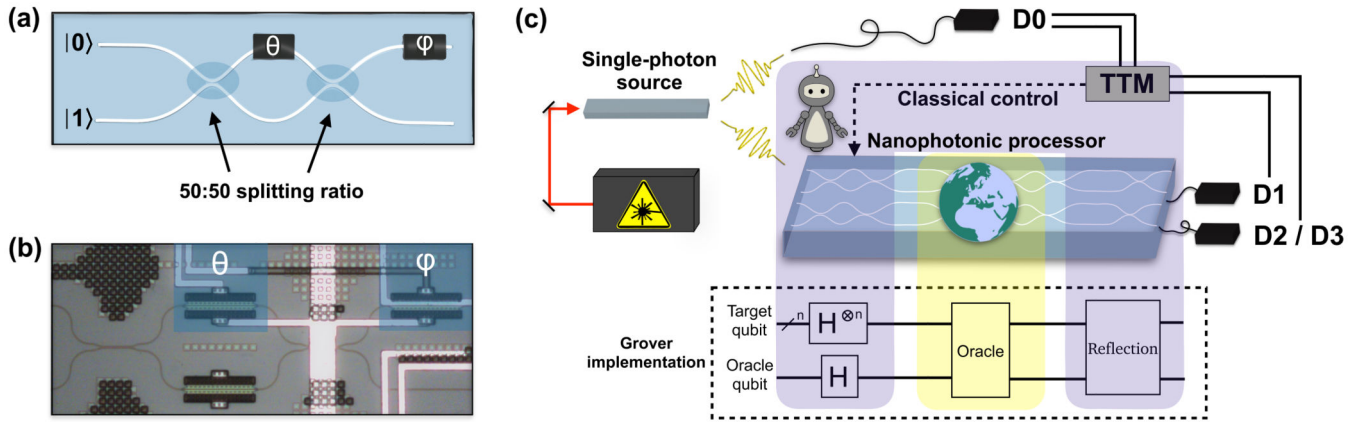 (a)
|0⟩
θ
φ
|1⟩
50:50 splitting ratio
(b)
θ
φ
(c)
D0
Single-photon
source
TTM
Classical control
Nanophotonic processor
D1
D2 / D3
Grover
implementation
Target
qubit
n
H⊗n
Oracle
Reflection
Oracle
qubit
H